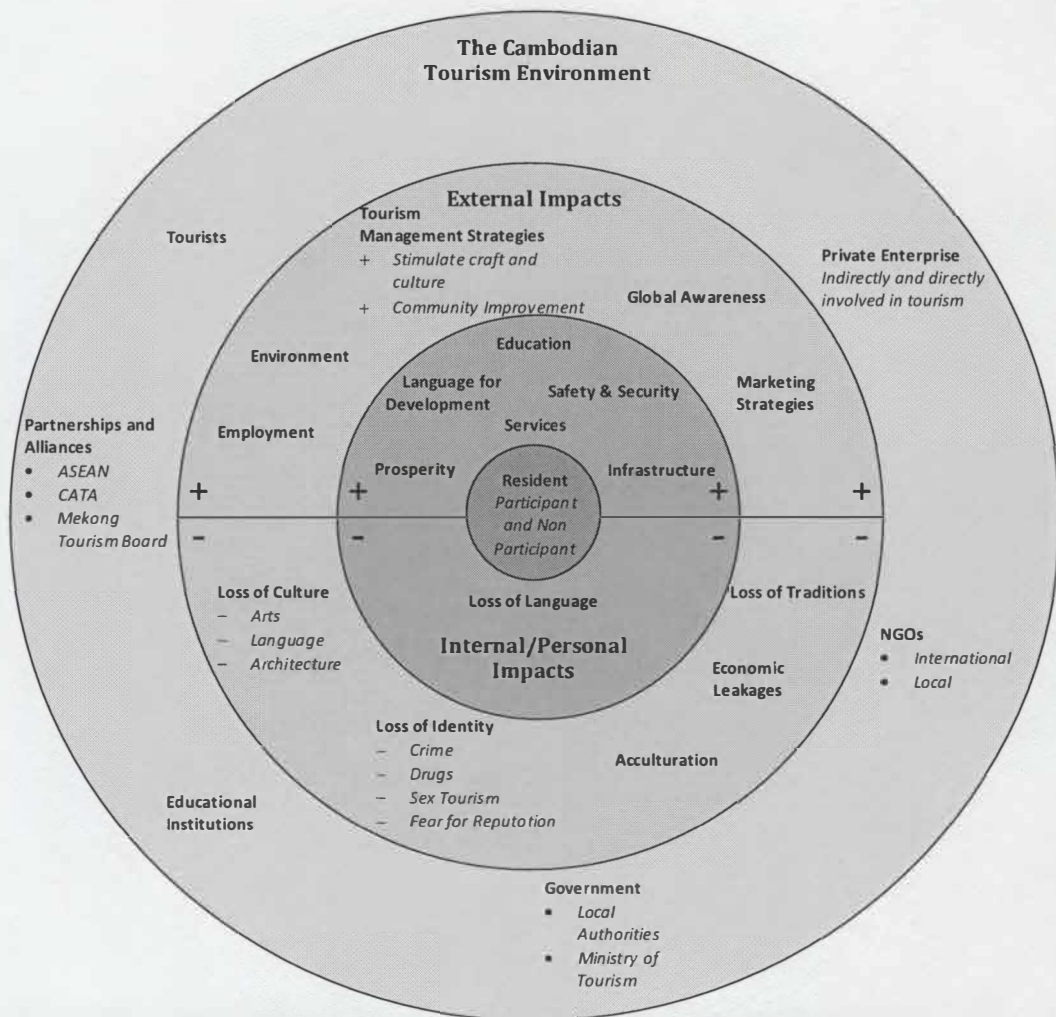 The Cambodian
Tourism Environment
External Impacts
Tourists
Tourism
Management Strategies
+ Stimulate craft and
culture
+ Community Improvement
Private Enterprise
Indirectly and directly
involved in tourism
Global Awareness
Environment
Education
Language for
Development
Safety & Security
Marketing
Strategies
Partnerships and
Alliances
• ASEAN
• CATA
• Mekong
Tourism Board
Employment
Services
Prosperity
Infrastructure
Resident
Participant
and Non
Participant
+ + + +
– – – –
Loss of Culture
– Arts
– Language
– Architecture
Loss of Language
Loss of Traditions
Internal/Personal
Impacts
NGOs
• International
• Local
Economic
Leakages
Loss of Identity
– Crime
– Drugs
– Sex Tourism
– Fear for Reputation
Acculturation
Educational
Institutions
Government
• Local
Authorities
• Ministry of
Tourism